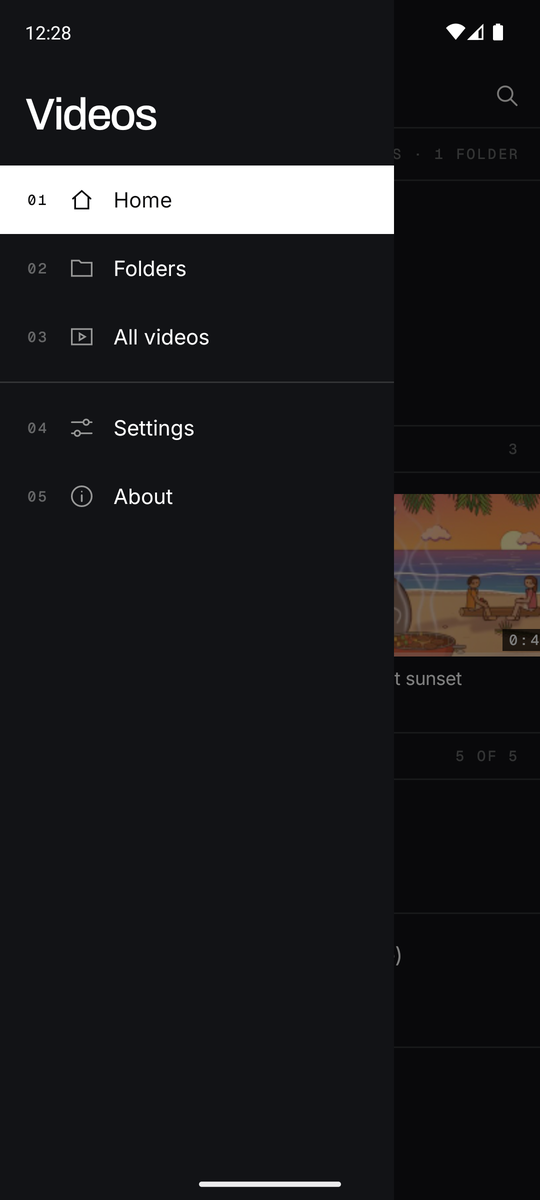 12:28
Videos
S · 1 FOLDER
01 Home
02 Folders
03 All videos
3
04 Settings
05 About
0:4
t sunset
5 OF 5
)